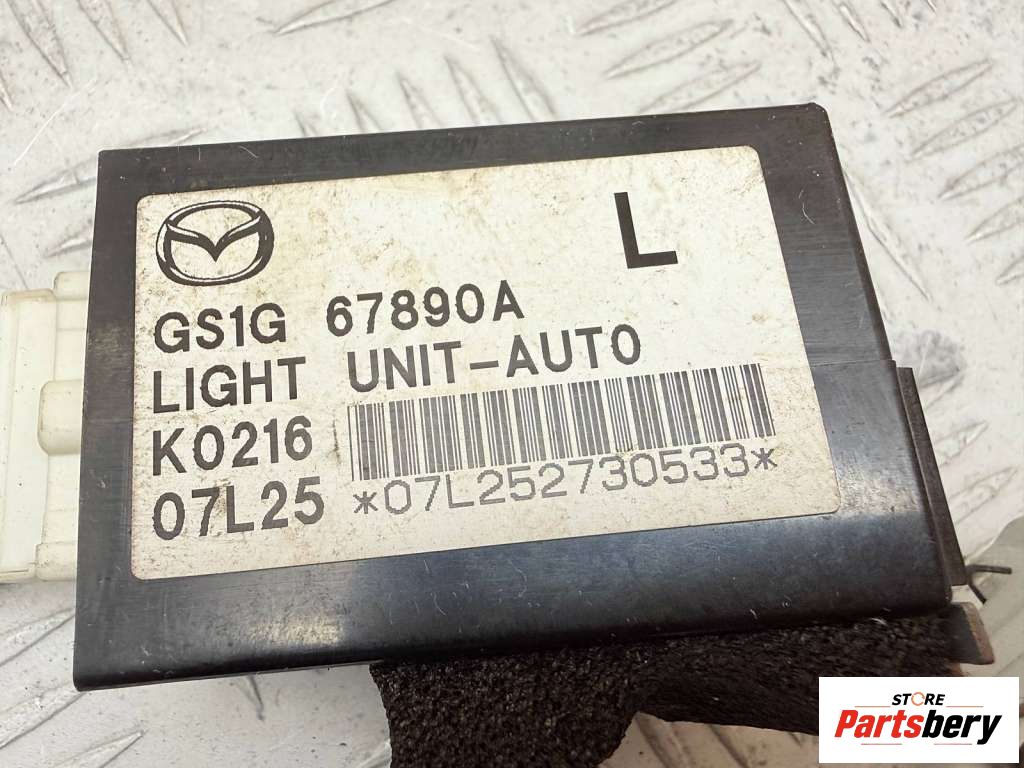 L
GS1G 67890A
LIGHT UNIT-AUTO
K0216
07L25 *07L252730533*
STORE
Partsbery